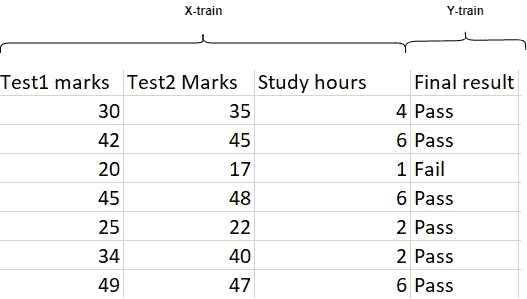 X-train Y-train
Test1 marks Test2 Marks Study hours Final result
30 35 4 Pass
42 45 6 Pass
20 17 1 Fail
45 48 6 Pass
25 22 2 Pass
34 40 2 Pass
49 47 6 Pass